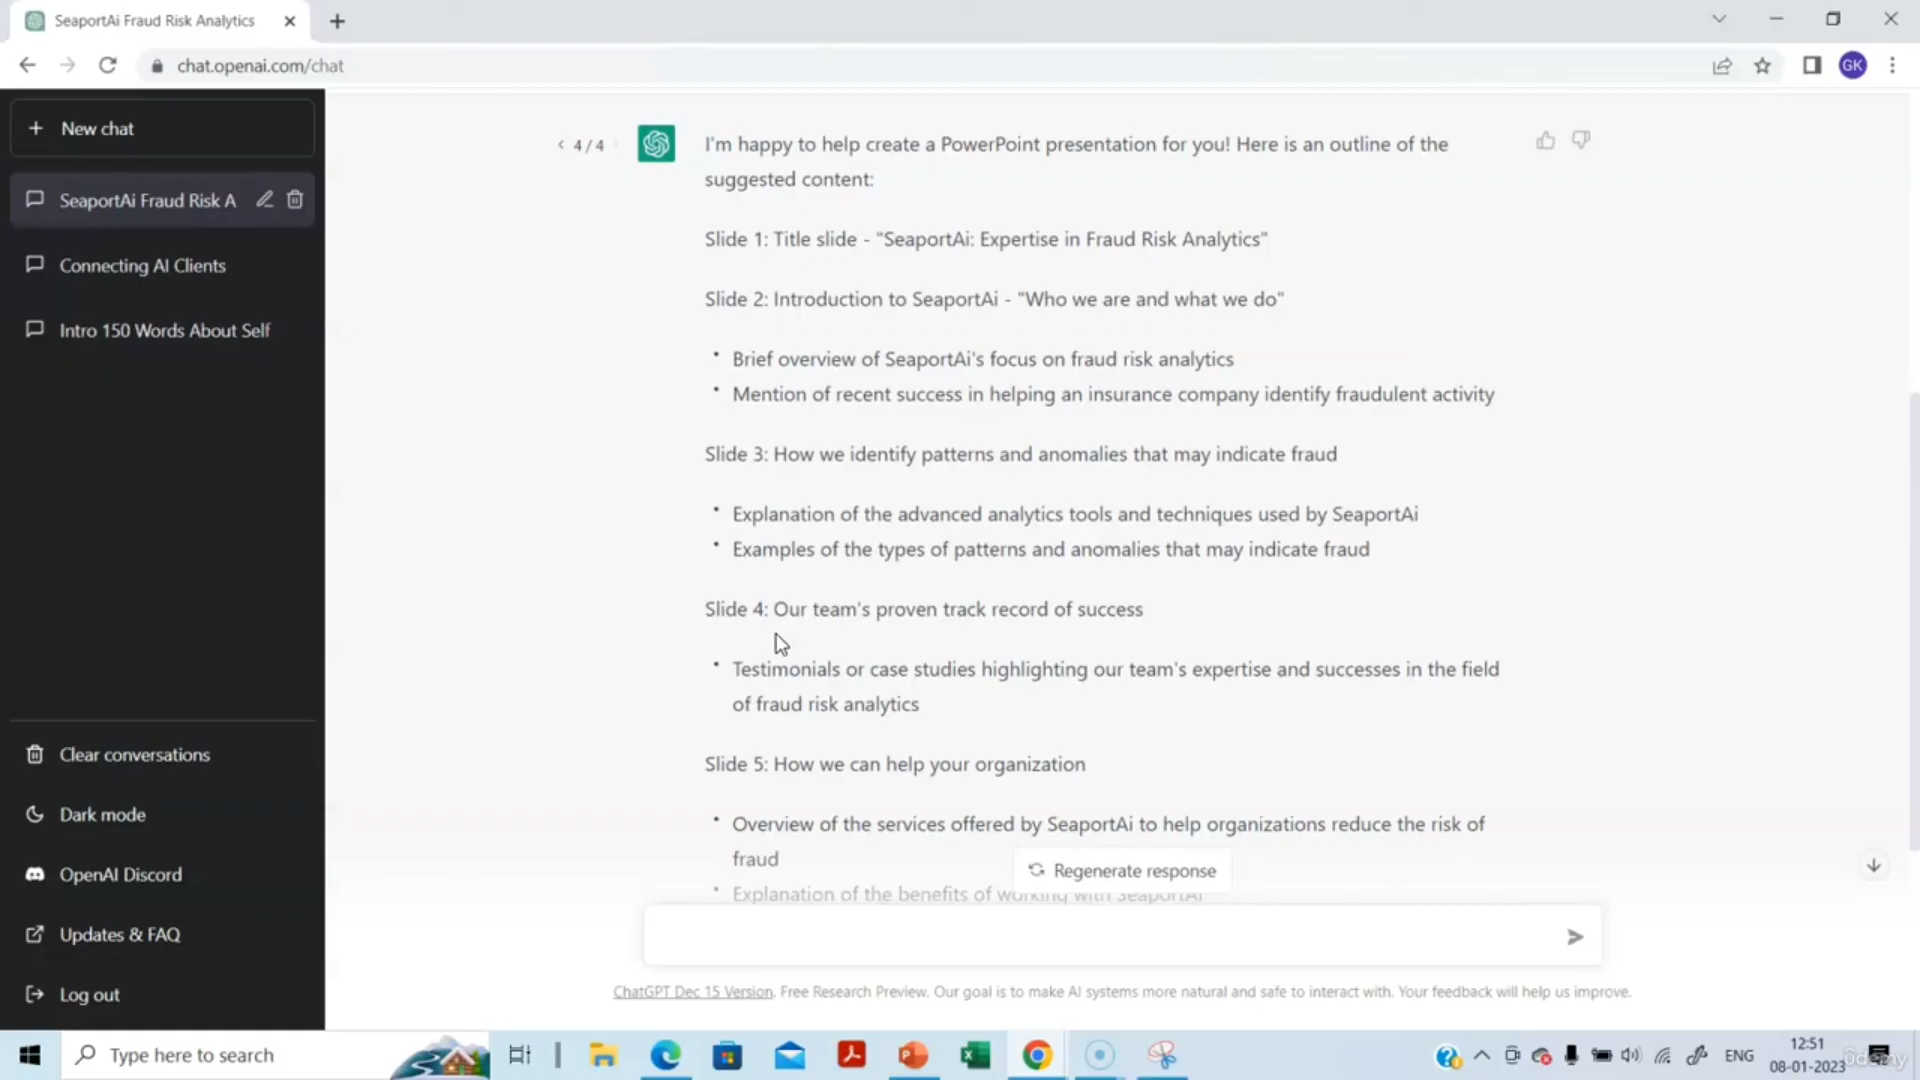 SeaportAi Fraud Risk Analytics
chat.openai.com/chat
GK
New chat
SeaportAi Fraud Risk A
Connecting AI Clients
Intro 150 Words About Self
Clear conversations
Dark mode
OpenAI Discord
Updates & FAQ
Log out
< 4 / 4 >
I'm happy to help create a PowerPoint presentation for you! Here is an outline of the
suggested content:
Slide 1: Title slide - "SeaportAi: Expertise in Fraud Risk Analytics"
Slide 2: Introduction to SeaportAi - "Who we are and what we do"
• Brief overview of SeaportAi's focus on fraud risk analytics
• Mention of recent success in helping an insurance company identify fraudulent activity
Slide 3: How we identify patterns and anomalies that may indicate fraud
• Explanation of the advanced analytics tools and techniques used by SeaportAi
• Examples of the types of patterns and anomalies that may indicate fraud
Slide 4: Our team's proven track record of success
• Testimonials or case studies highlighting our team's expertise and successes in the field
of fraud risk analytics
Slide 5: How we can help your organization
• Overview of the services offered by SeaportAi to help organizations reduce the risk of
fraud
• Explanation of the benefits of working with SeaportAi
Regenerate response
ChatGPT Dec 15 Version. Free Research Preview. Our goal is to make AI systems more natural and safe to interact with. Your feedback will help us improve.
Type here to search
ENG
12:51
08-01-2023
ûdemy